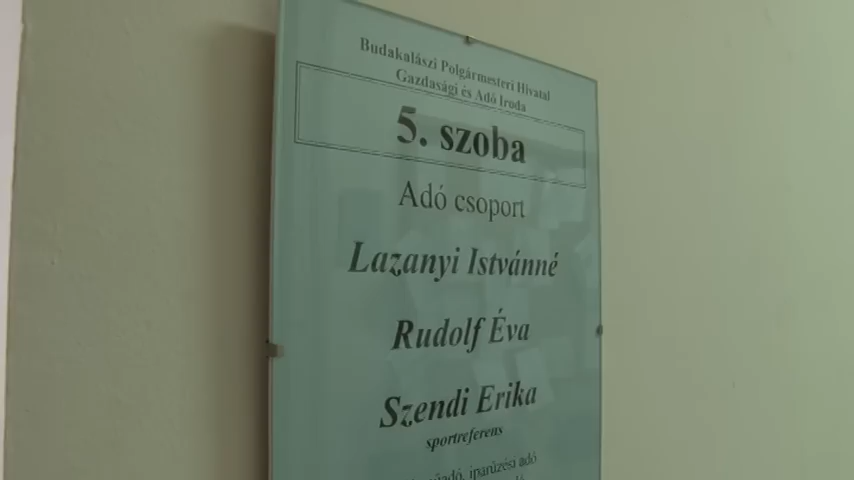 Budakalászi Polgármesteri Hivatal
Gazdasági és Adó Iroda
5. szoba
Adó csoport
Lazanyi Istvánné
Rudolf Éva
Szendi Erika
sportreferens
iparűzési adó